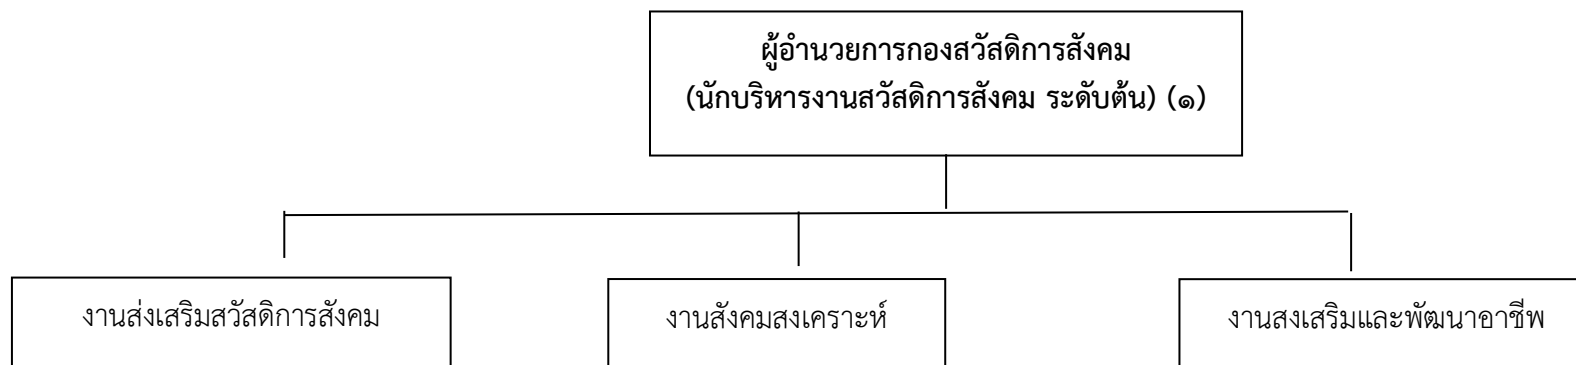 ผู้อำนวยการกองสวัสดิการสังคม
(นักบริหารงานสวัสดิการสังคม ระดับต้น) (๑)
งานส่งเสริมสวัสดิการสังคม
งานสังคมสงเคราะห์
งานสงเสริมและพัฒนาอาชีพ